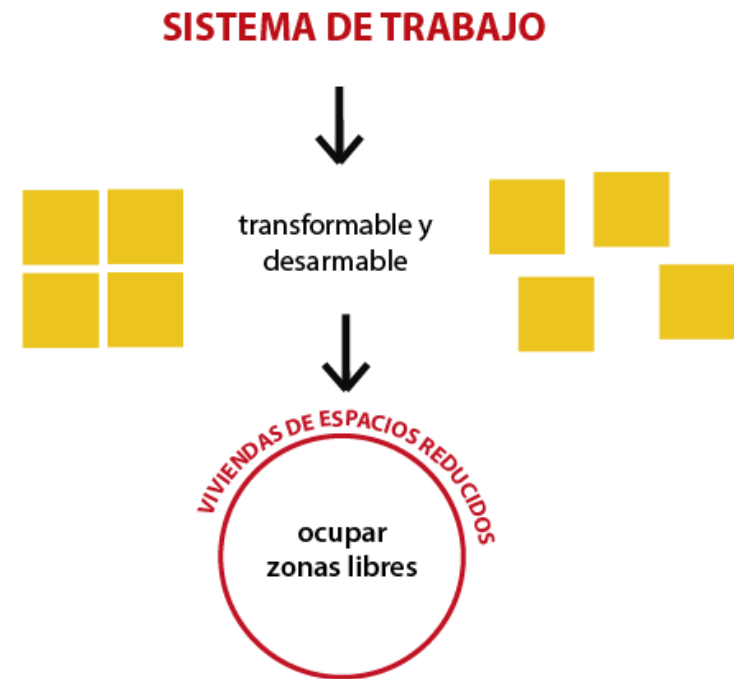 SISTEMA DE TRABAJO
transformable y
desarmable
VIVIENDAS DE ESPACIOS REDUCIDOS
ocupar
zonas libres